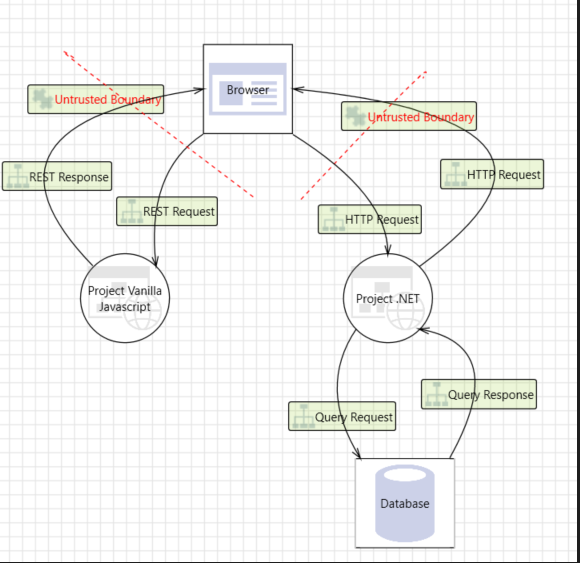 Browser
Untrusted Boundary
Untrusted Boundary
REST Response
HTTP Request
REST Request
HTTP Request
Project Vanilla
Javascript
Project .NET
Query Response
Query Request
Database